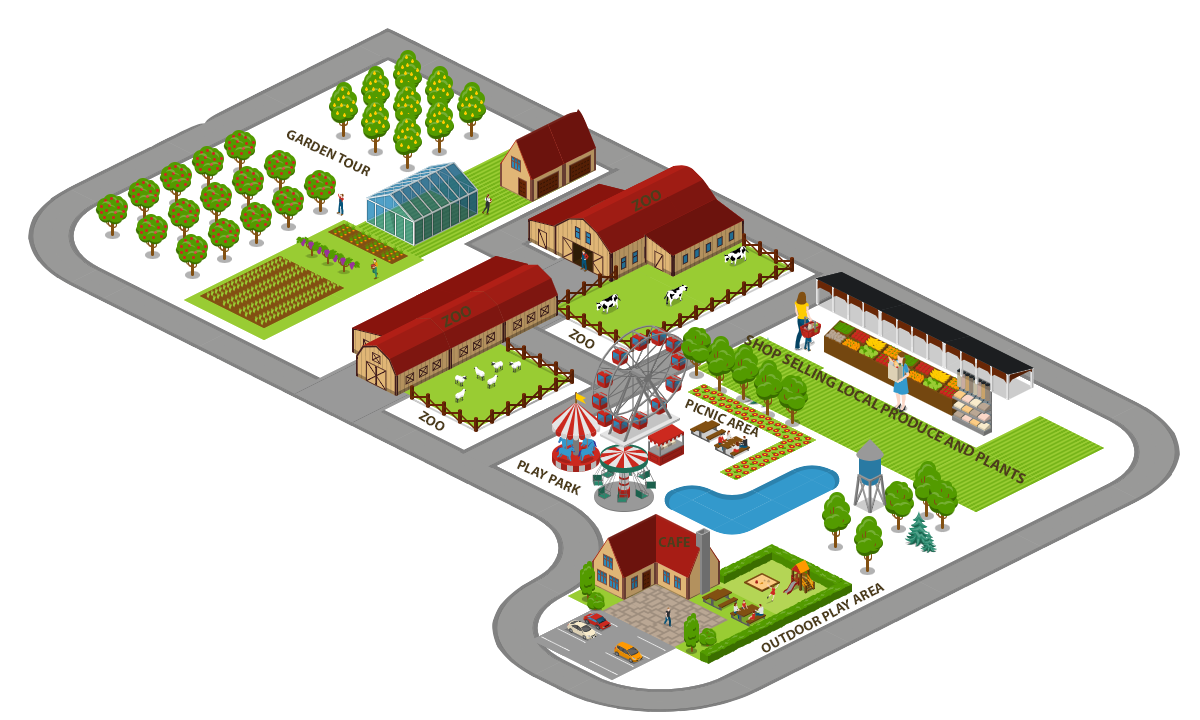 GARDEN TOUR
ZOO
ZOO
ZOO
ZOO
SHOP SELLING LOCAL PRODUCE AND PLANTS
PICNIC AREA
PLAY PARK
CAFE
OUTDOOR PLAY AREA